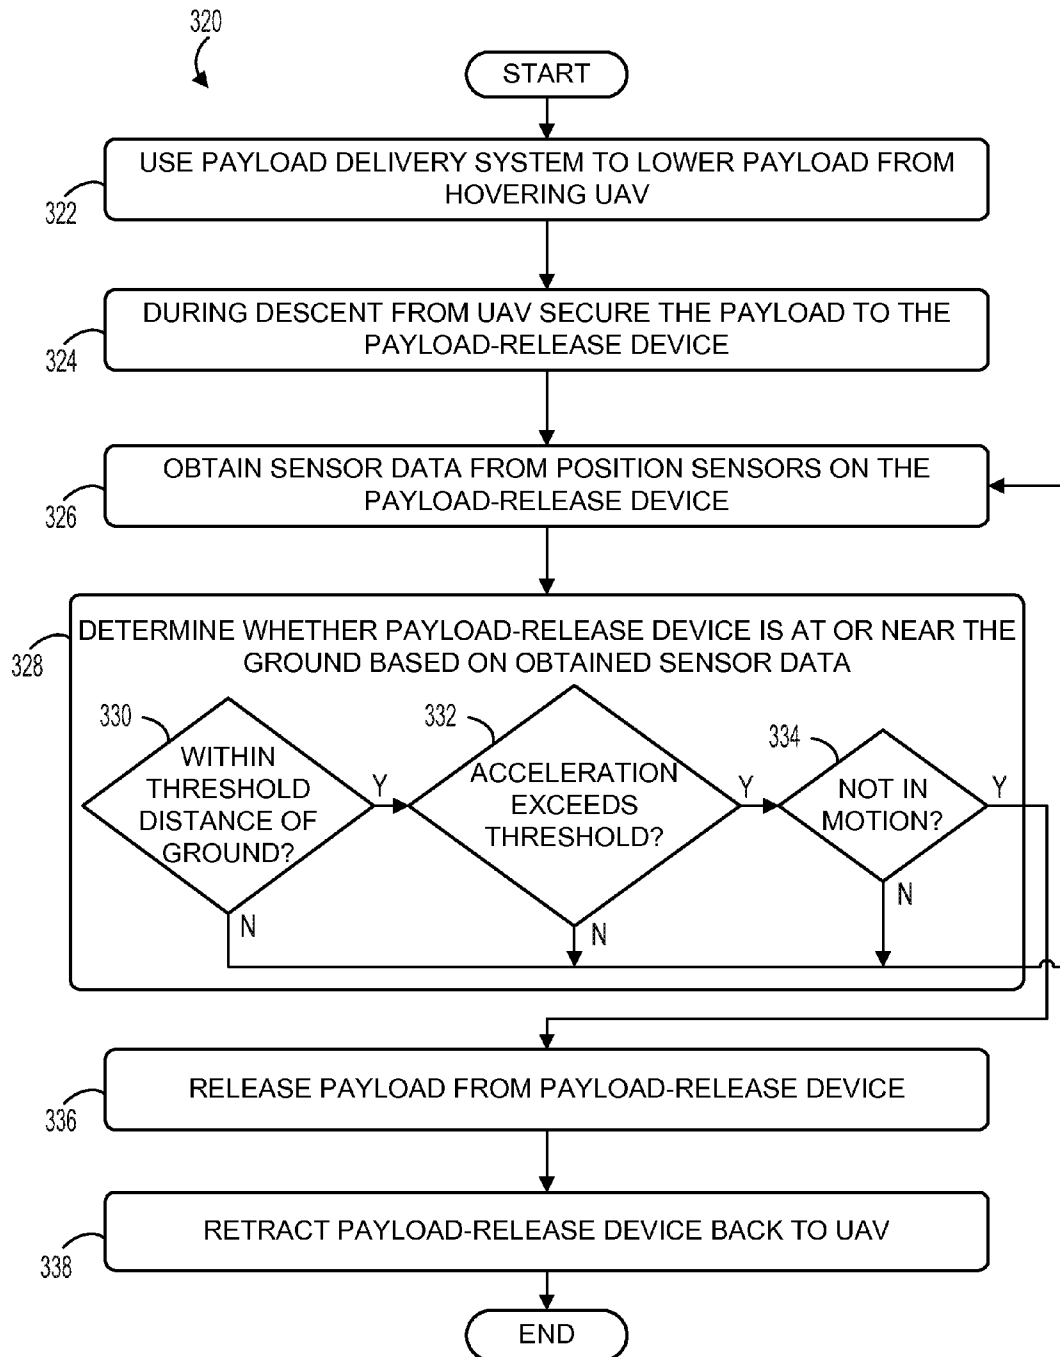 320
START
USE PAYLOAD DELIVERY SYSTEM TO LOWER PAYLOAD FROM
HOVERING UAV
322
DURING DESCENT FROM UAV SECURE THE PAYLOAD TO THE
PAYLOAD-RELEASE DEVICE
324
OBTAIN SENSOR DATA FROM POSITION SENSORS ON THE
PAYLOAD-RELEASE DEVICE
326
DETERMINE WHETHER PAYLOAD-RELEASE DEVICE IS AT OR NEAR THE
GROUND BASED ON OBTAINED SENSOR DATA
328
330
WITHIN
THRESHOLD
DISTANCE OF
GROUND?
Y
N
332
ACCELERATION
EXCEEDS
THRESHOLD?
Y
N
334
NOT IN
MOTION?
Y
N
RELEASE PAYLOAD FROM PAYLOAD-RELEASE DEVICE
336
RETRACT PAYLOAD-RELEASE DEVICE BACK TO UAV
338
END